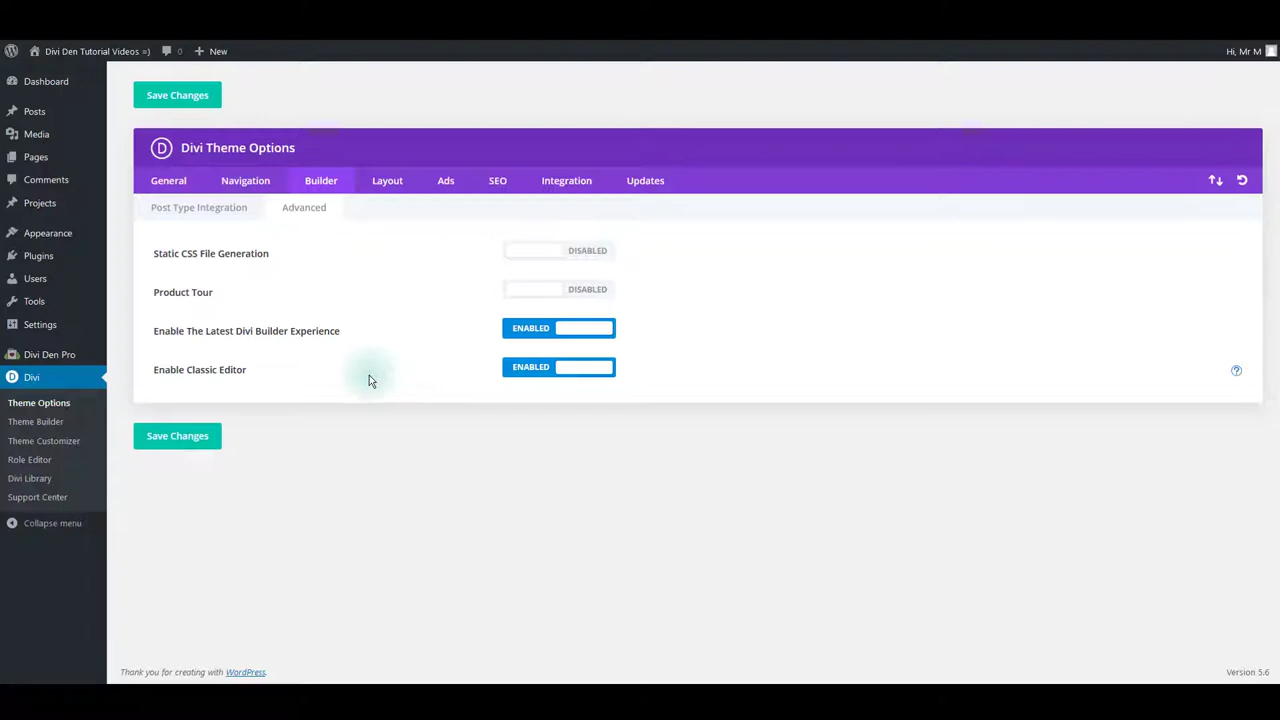 Divi Den Tutorial Videos =) 0 New Hi, Mr M
Dashboard
Posts
Media
Pages
Comments
Projects
Appearance
Plugins
Users
Tools
Settings
Divi Den Pro
Divi
Theme Options
Theme Builder
Theme Customizer
Role Editor
Divi Library
Support Center
Collapse menu
Save Changes
D Divi Theme Options
General Navigation Builder Layout Ads SEO Integration Updates
Post Type Integration Advanced
Static CSS File Generation DISABLED
Product Tour DISABLED
Enable The Latest Divi Builder Experience ENABLED
Enable Classic Editor ENABLED ?
Save Changes
Thank you for creating with WordPress. Version 5.6